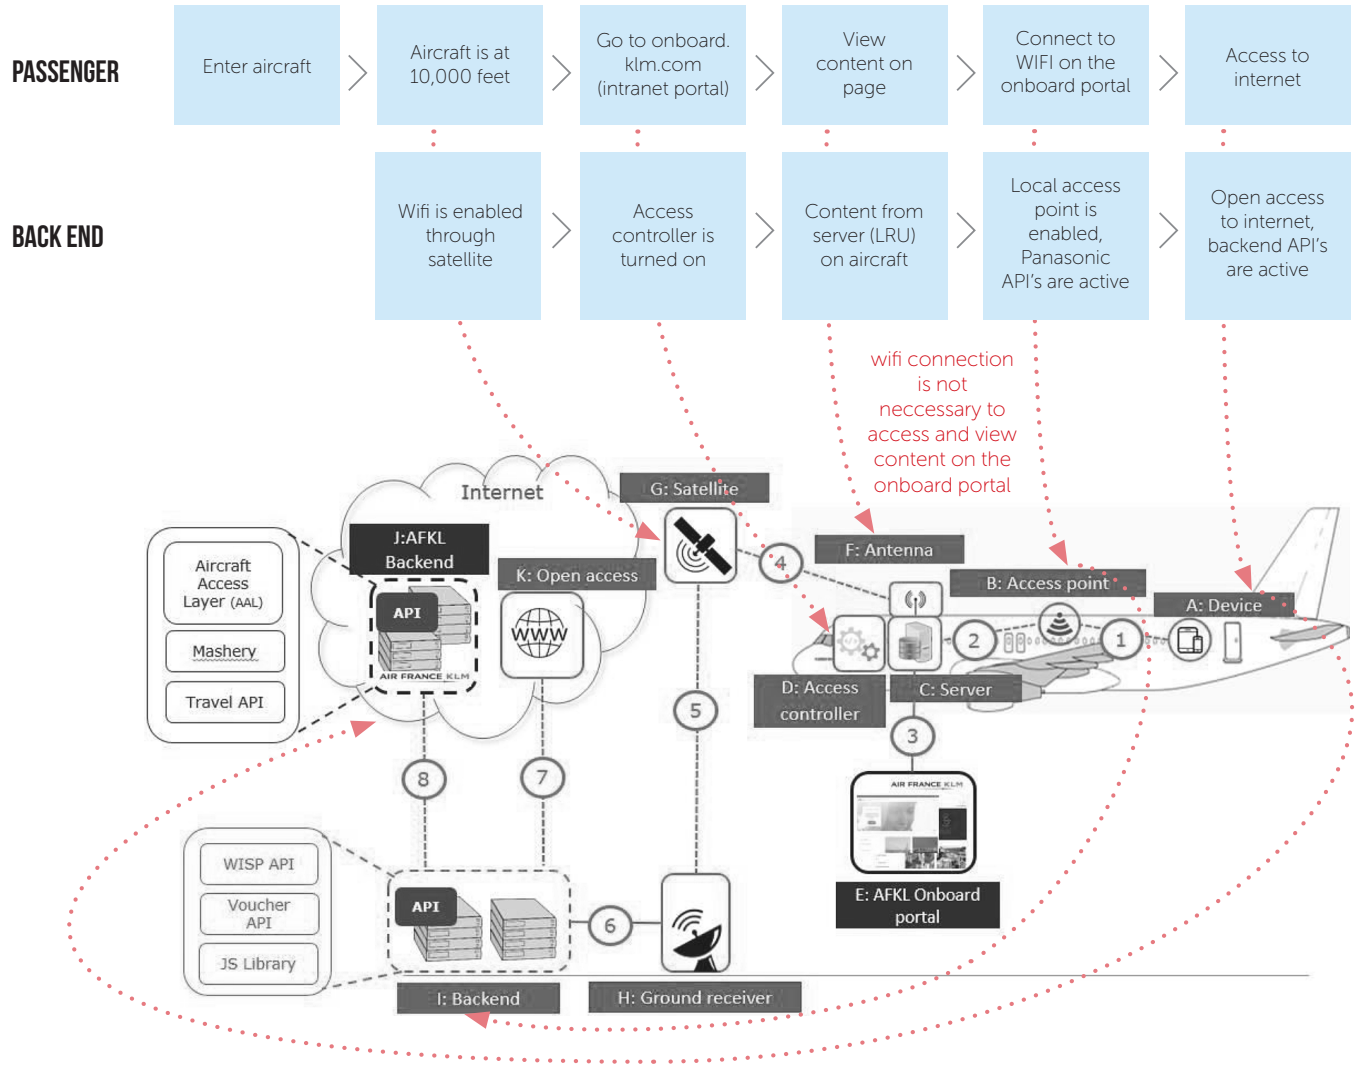 PASSENGER
Enter aircraft
Aircraft is at
10,000 feet
Go to onboard.
klm.com
(intranet portal)
View
content on
page
Connect to
WIFI on the
onboard portal
Access to
internet
BACK END
Wifi is enabled
through
satellite
Access
controller is
turned on
Content from
server (LRU)
on aircraft
Local access
point is
enabled,
Panasonic
API's are active
Open access
to internet,
backend API's
are active
wifi connection
is not
neccessary to
access and view
content on the
onboard portal
Internet
G: Satellite
J:AFKL
Backend
K: Open access
F: Antenna
B: Access point
A: Device
Aircraft
Access
Layer (AAL)
Mashery
Travel API
API
AIR FRANCE KLM
WWW
4
2
1
D: Access
controller
C: Server
5
3
8
7
AIR FRANCE KLM
E: AFKL Onboard
portal
WISP API
Voucher
API
JS Library
API
6
I: Backend
H: Ground receiver